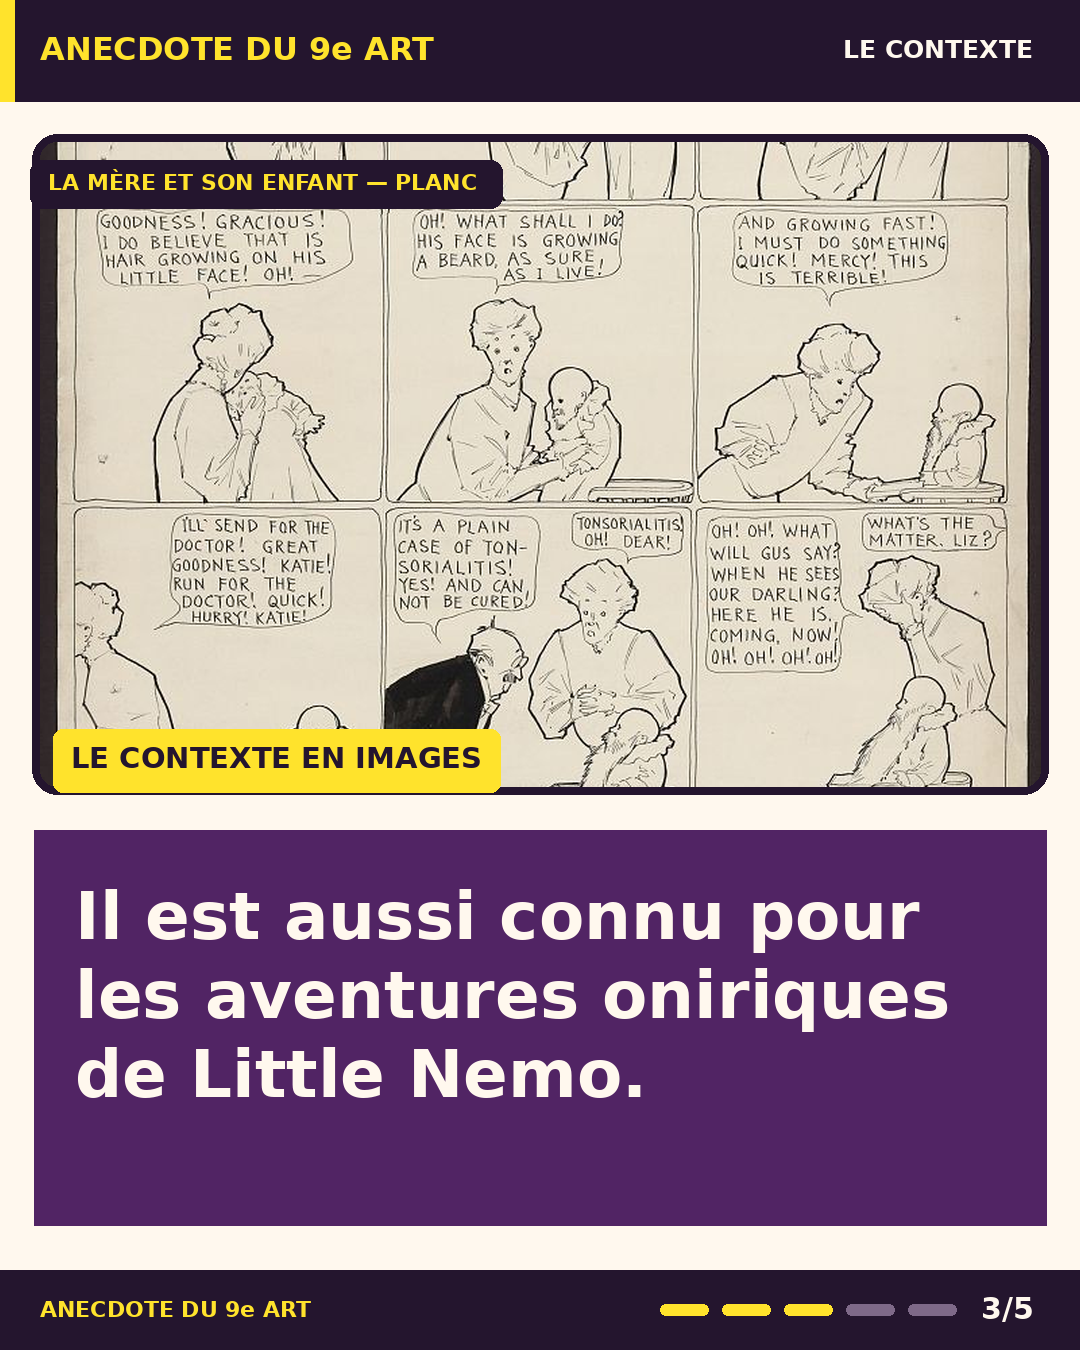 ANECDOTE DU 9e ART
LE CONTEXTE
LA MÈRE ET SON ENFANT — PLANC
GOODNESS! GRACIOUS!
I DO BELIEVE THAT IS
HAIR GROWING ON HIS
LITTLE FACE! OH! —
OH! WHAT SHALL I DO?
HIS FACE IS GROWING
A BEARD, AS SURE
AS I LIVE!
AND GROWING FAST!
I MUST DO SOMETHING
QUICK! MERCY! THIS
IS TERRIBLE!
I'LL SEND FOR THE
DOCTOR! GREAT
GOODNESS! KATIE!
RUN FOR THE
DOCTOR! QUICK!
HURRY! KATIE!
IT'S A PLAIN
CASE OF TON-
SORIALITIS!
YES! AND CAN
NOT BE CURED!
TONSORIALITIS!
OH! DEAR!
OH! OH! WHAT
WILL GUS SAY?
WHEN HE SEES
OUR DARLING?
HERE HE IS,
COMING, NOW!
OH! OH! OH! OH!
WHAT'S THE
MATTER, LIZ?
LE CONTEXTE EN IMAGES
Il est aussi connu pour
les aventures oniriques
de Little Nemo.
ANECDOTE DU 9e ART
3/5